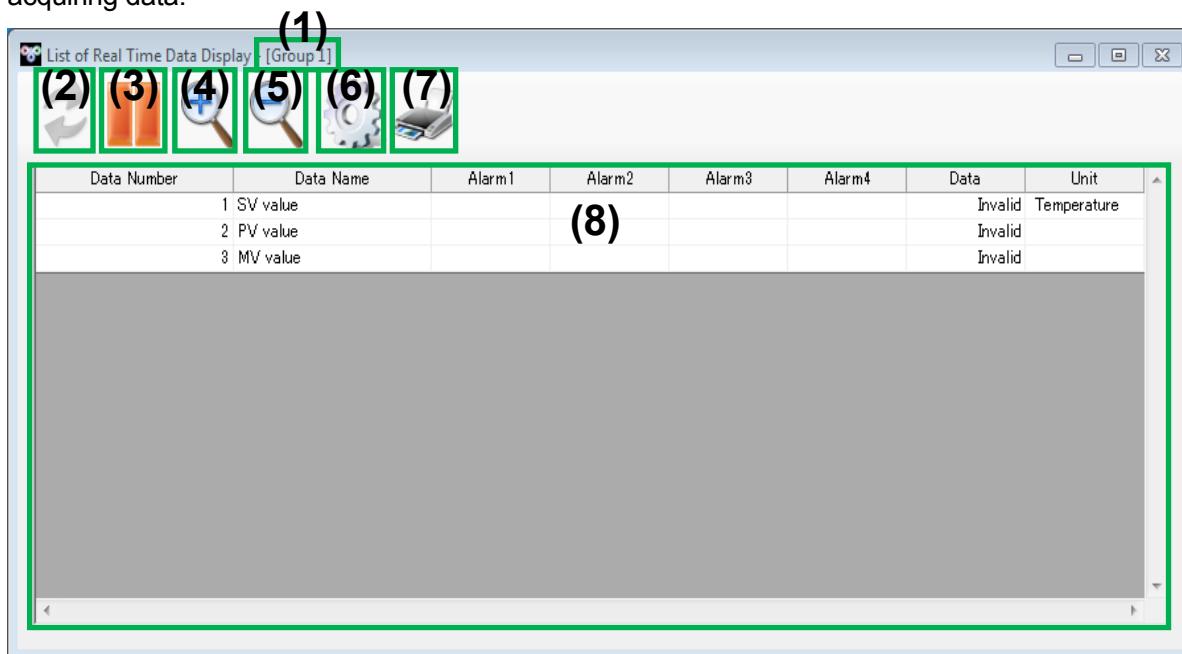 acquiring data.
(1)
List of Real Time Data Display - [Group 1]
(2) (3) (4) (5) (6) (7)
Data Number Data Name Alarm1 Alarm2 Alarm3 Alarm4 Data Unit
1 SV value Invalid Temperature
(8)
2 PV value Invalid
3 MV value Invalid